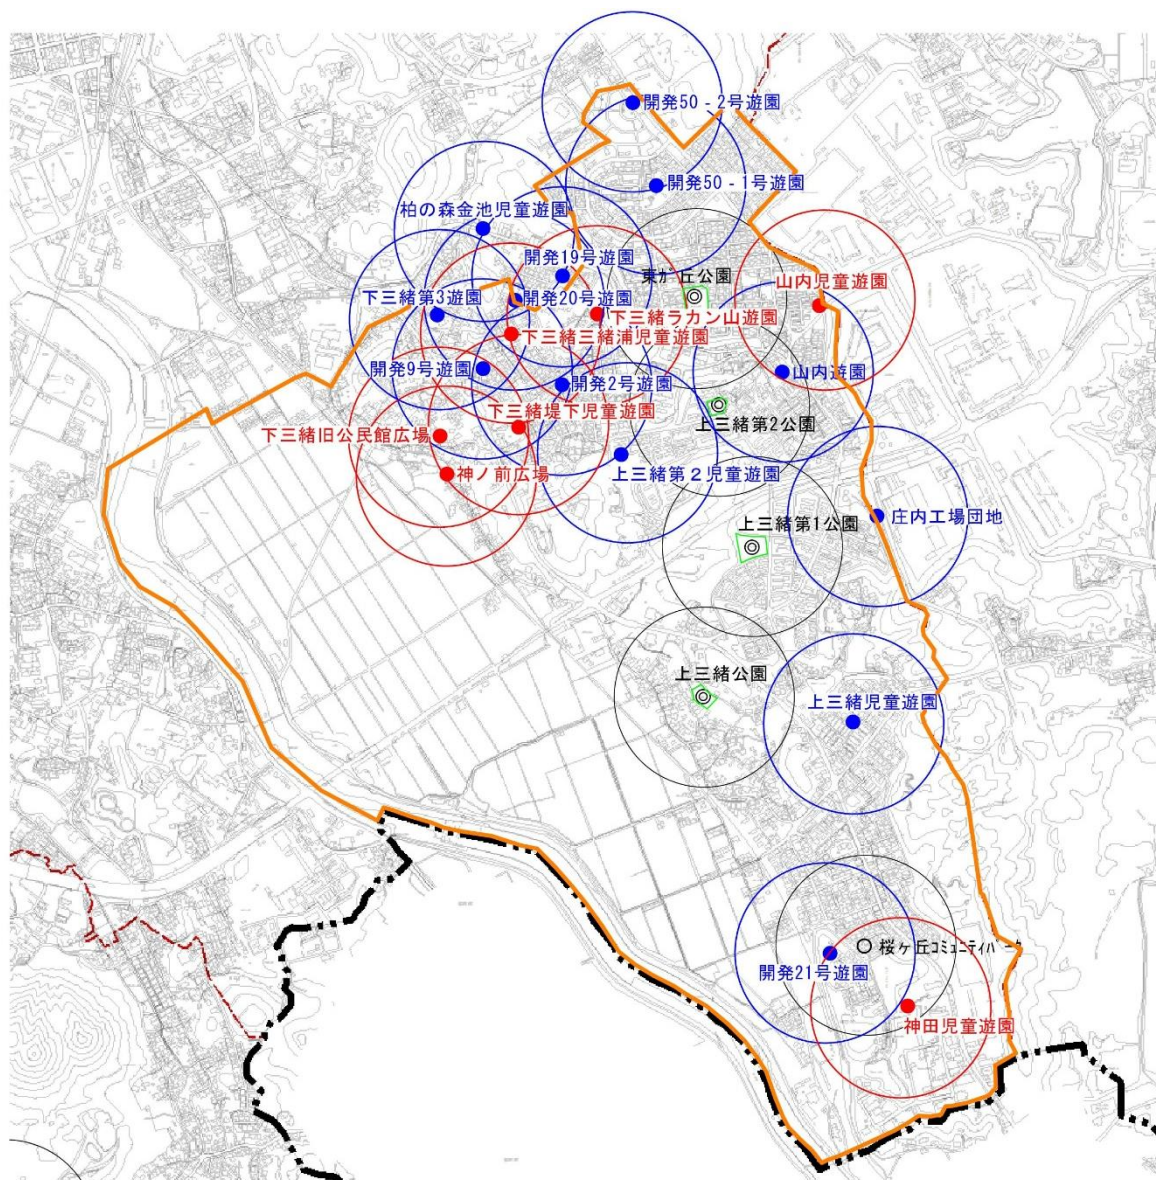 開発50‐2号遊園
開発50‐1号遊園
柏の森金池児童遊園
開発19号遊園
東が丘公園
山内児童遊園
下三緒第3遊園
開発20号遊園
下三緒ラカン山遊園
下三緒三緒浦児童遊園
開発9号遊園
開発2号遊園
山内遊園
下三緒堤下児童遊園
上三緒第2公園
下三緒旧公民館広場
神ノ前広場
上三緒第２児童遊園
上三緒第1公園
庄内工場団地
上三緒公園
上三緒児童遊園
桜ヶ丘ｺﾐｭﾆﾃｨﾊﾟｰｸ
開発21号遊園
神田児童遊園